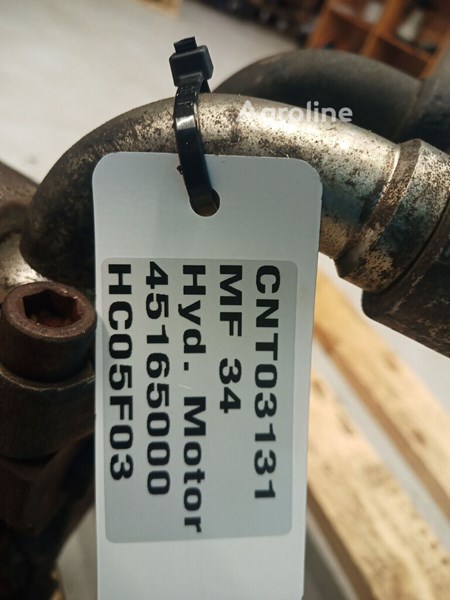 Agroline
CNT03131
MF 34
Hyd. Motor
45165000
HC05F03